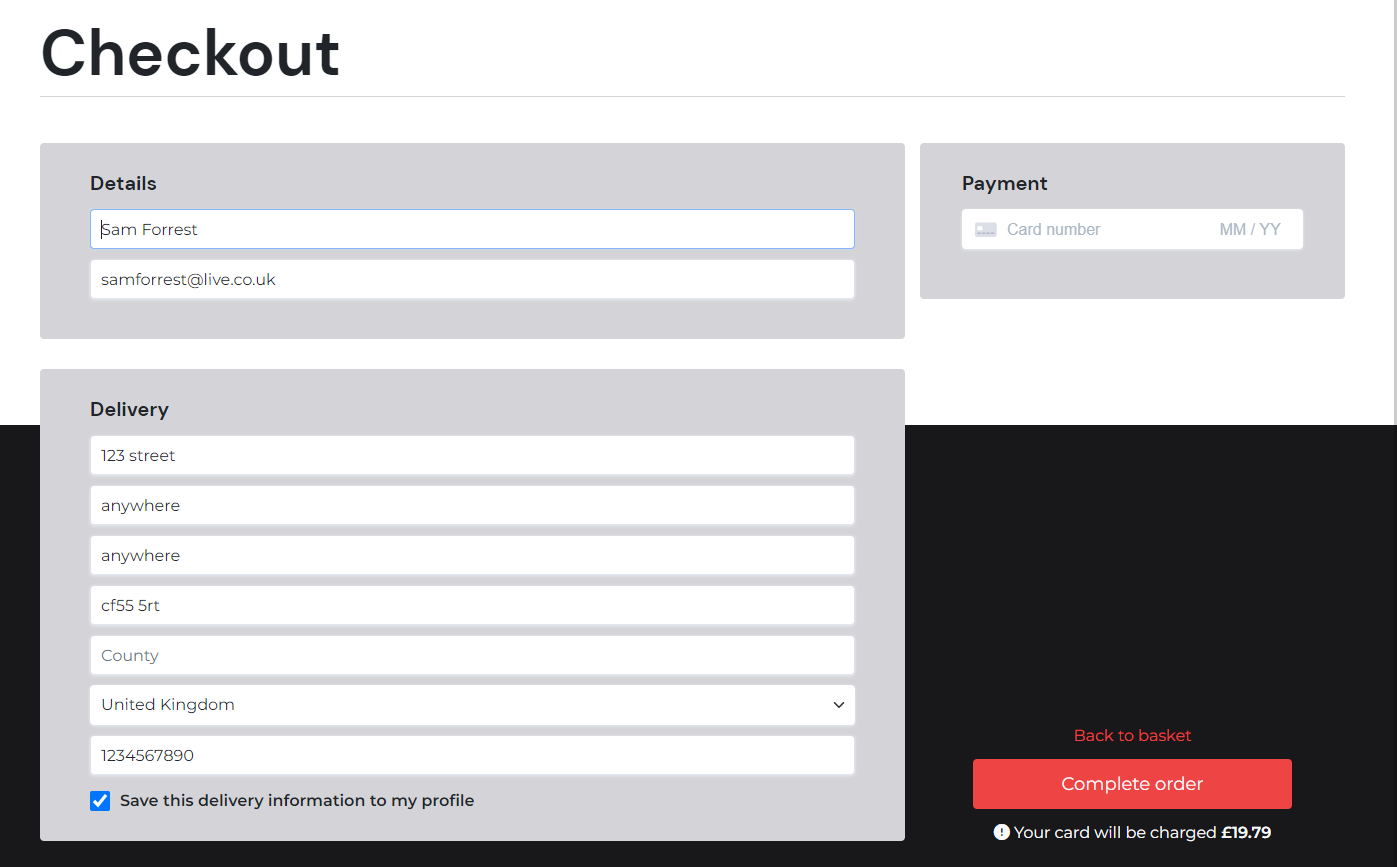 Checkout
Details
Sam Forrest
samforrest@live.co.uk
Payment
Card number MM / YY
Delivery
123 street
anywhere
anywhere
cf55 5rt
County
United Kingdom
1234567890
Save this delivery information to my profile
Back to basket
Complete order
Your card will be charged £19.79